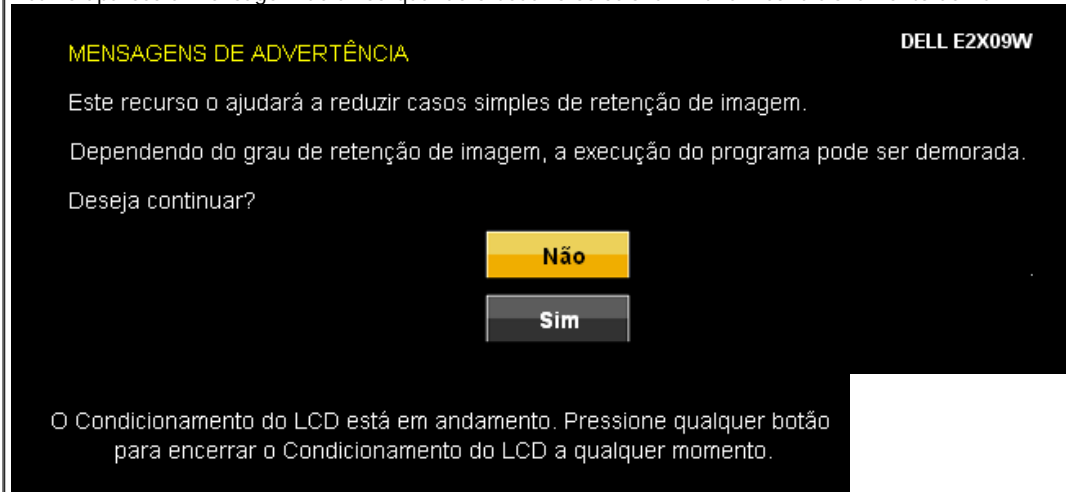 MENSAGENS DE ADVERTÊNCIA
DELL E2X09W
Este recurso o ajudará a reduzir casos simples de retenção de imagem.
Dependendo do grau de retenção de imagem, a execução do programa pode ser demorada.
Deseja continuar?
Não
Sim
O Condicionamento do LCD está em andamento. Pressione qualquer botão
para encerrar o Condicionamento do LCD a qualquer momento.